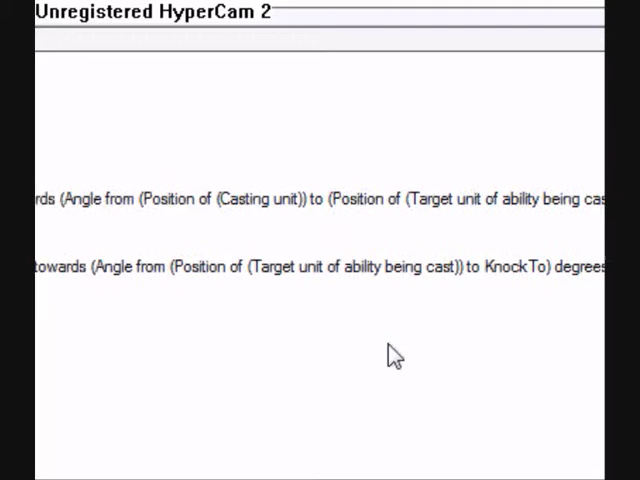 Unregistered HyperCam 2
rds (Angle from (Position of (Casting unit)) to (Position of (Target unit of ability being cas
towards (Angle from (Position of (Target unit of ability being cast)) to KnockTo) degrees